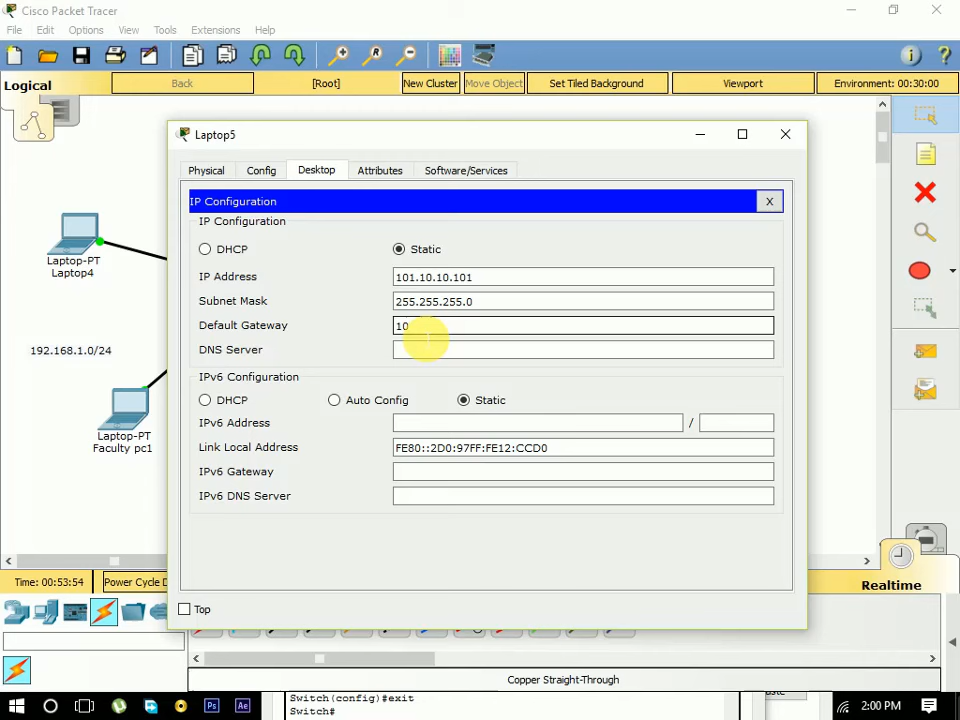 Cisco Packet Tracer
File Edit Options View Tools Extensions Help
Logical
Back
[Root]
New Cluster
Move Object
Set Tiled Background
Viewport
Environment: 00:30:00
Laptop5
Physical Config Desktop Attributes Software/Services
IP Configuration
X
IP Configuration
DHCP
Static
IP Address
101.10.10.101
Subnet Mask
255.255.255.0
Default Gateway
10
DNS Server
IPv6 Configuration
DHCP
Auto Config
Static
IPv6 Address
/
Link Local Address
FE80::2D0:97FF:FE12:CCD0
IPv6 Gateway
IPv6 DNS Server
Top
Laptop-PT
Laptop4
192.168.1.0/24
Laptop-PT
Faculty pc1
Time: 00:53:54
Power Cycle D
Realtime
Copper Straight-Through
Switch(config)#exit
Switch#
2:00 PM